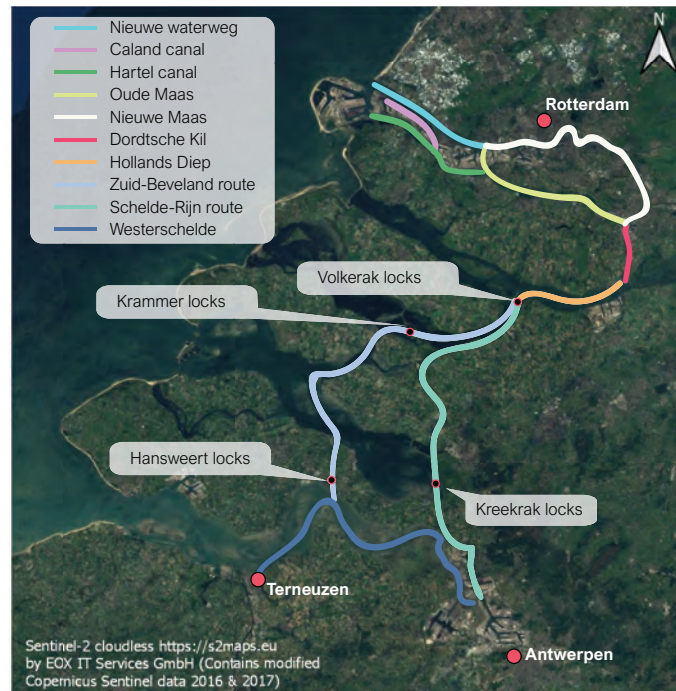 Nieuwe waterweg
Caland canal
Hartel canal
Oude Maas
Nieuwe Maas
Dordtsche Kil
Hollands Diep
Zuid-Beveland route
Schelde-Rijn route
Westerschelde
N
Rotterdam
Volkerak locks
Krammer locks
Hansweert locks
Kreekrak locks
Terneuzen
Antwerpen
Sentinel-2 cloudless https://s2maps.eu
by EOX IT Services GmbH (Contains modified
Copernicus Sentinel data 2016 & 2017)